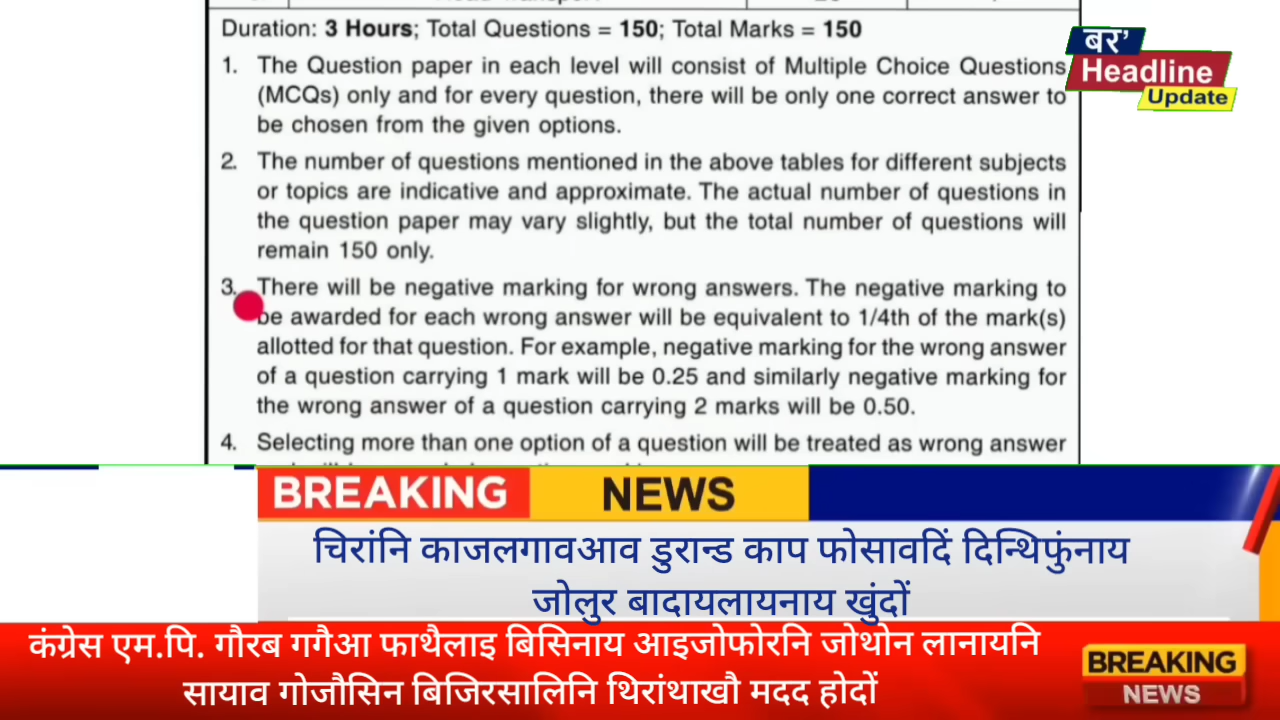 Duration: 3 Hours; Total Questions = 150; Total Marks = 150
1. The Question paper in each level will consist of Multiple Choice Questions
(MCQs) only and for every question, there will be only one correct answer to
be chosen from the given options.
2. The number of questions mentioned in the above tables for different subjects
or topics are indicative and approximate. The actual number of questions in
the question paper may vary slightly, but the total number of questions will
remain 150 only.
3. There will be negative marking for wrong answers. The negative marking to
be awarded for each wrong answer will be equivalent to 1/4th of the mark(s)
allotted for that question. For example, negative marking for the wrong answer
of a question carrying 1 mark will be 0.25 and similarly negative marking for
the wrong answer of a question carrying 2 marks will be 0.50.
4. Selecting more than one option of a question will be treated as wrong answer
बर’
Headline
Update
BREAKING NEWS
चिरांनि काजलगावआव डुरान्ड काप फोसावदिं दिन्थिफुंनाय
जोलुर बादायलायनाय खुंदों
कंग्रेस एम.पि. गौरब गगैआ फाथैलाइ बिसिनाय आइजोफोरनि जोथोन लानायनि
सायाव गोजौसिन बिजिरसालिनि थिरांथाखौ मदद होदों
BREAKING
NEWS